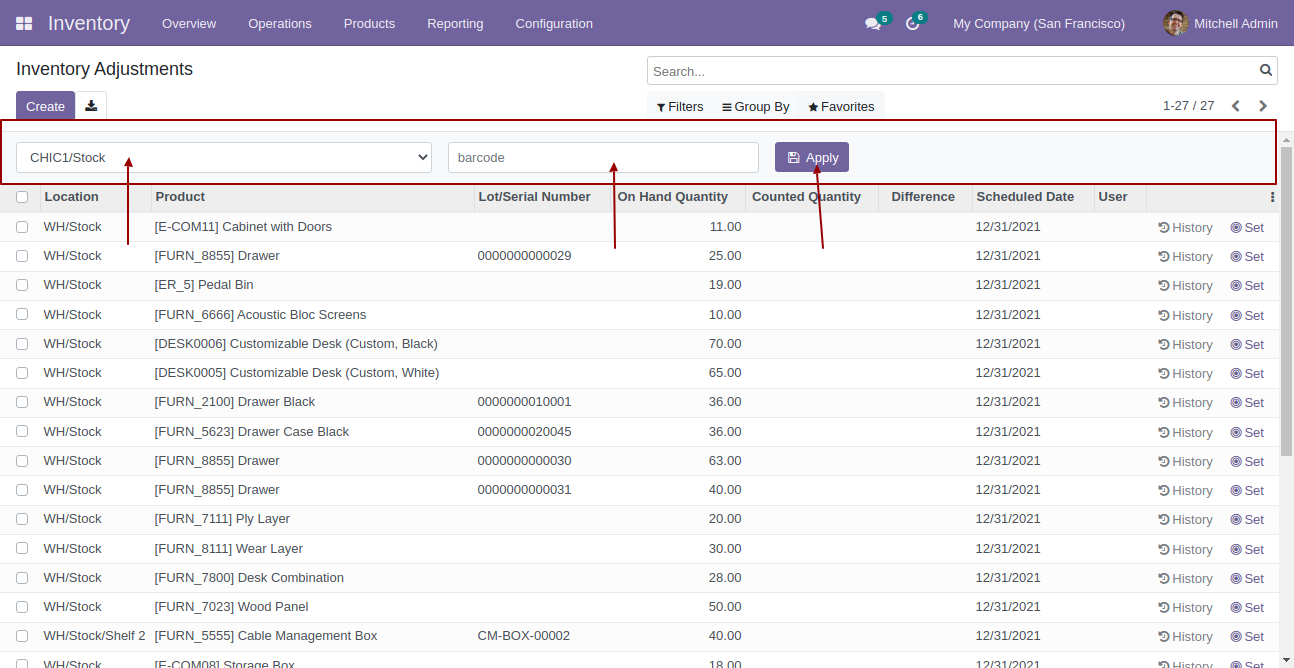 Inventory Overview Operations Products Reporting Configuration 5 6 My Company (San Francisco) Mitchell Admin
Inventory Adjustments Search...
Create Filters Group By Favorites 1-27 / 27
CHIC1/Stock barcode Apply
Location Product Lot/Serial Number On Hand Quantity Counted Quantity Difference Scheduled Date User
WH/Stock [E-COM11] Cabinet with Doors 11.00 12/31/2021 History Set
WH/Stock [FURN_8855] Drawer 0000000000029 25.00 12/31/2021 History Set
WH/Stock [ER_5] Pedal Bin 19.00 12/31/2021 History Set
WH/Stock [FURN_6666] Acoustic Bloc Screens 10.00 12/31/2021 History Set
WH/Stock [DESK0006] Customizable Desk (Custom, Black) 70.00 12/31/2021 History Set
WH/Stock [DESK0005] Customizable Desk (Custom, White) 65.00 12/31/2021 History Set
WH/Stock [FURN_2100] Drawer Black 0000000010001 36.00 12/31/2021 History Set
WH/Stock [FURN_5623] Drawer Case Black 0000000020045 36.00 12/31/2021 History Set
WH/Stock [FURN_8855] Drawer 0000000000030 63.00 12/31/2021 History Set
WH/Stock [FURN_8855] Drawer 0000000000031 40.00 12/31/2021 History Set
WH/Stock [FURN_7111] Ply Layer 20.00 12/31/2021 History Set
WH/Stock [FURN_8111] Wear Layer 30.00 12/31/2021 History Set
WH/Stock [FURN_7800] Desk Combination 28.00 12/31/2021 History Set
WH/Stock [FURN_7023] Wood Panel 50.00 12/31/2021 History Set
WH/Stock/Shelf 2 [FURN_5555] Cable Management Box CM-BOX-00002 40.00 12/31/2021 History Set
WH/Stock [E-COM08] Storage Box 18.00 12/31/2021 History Set